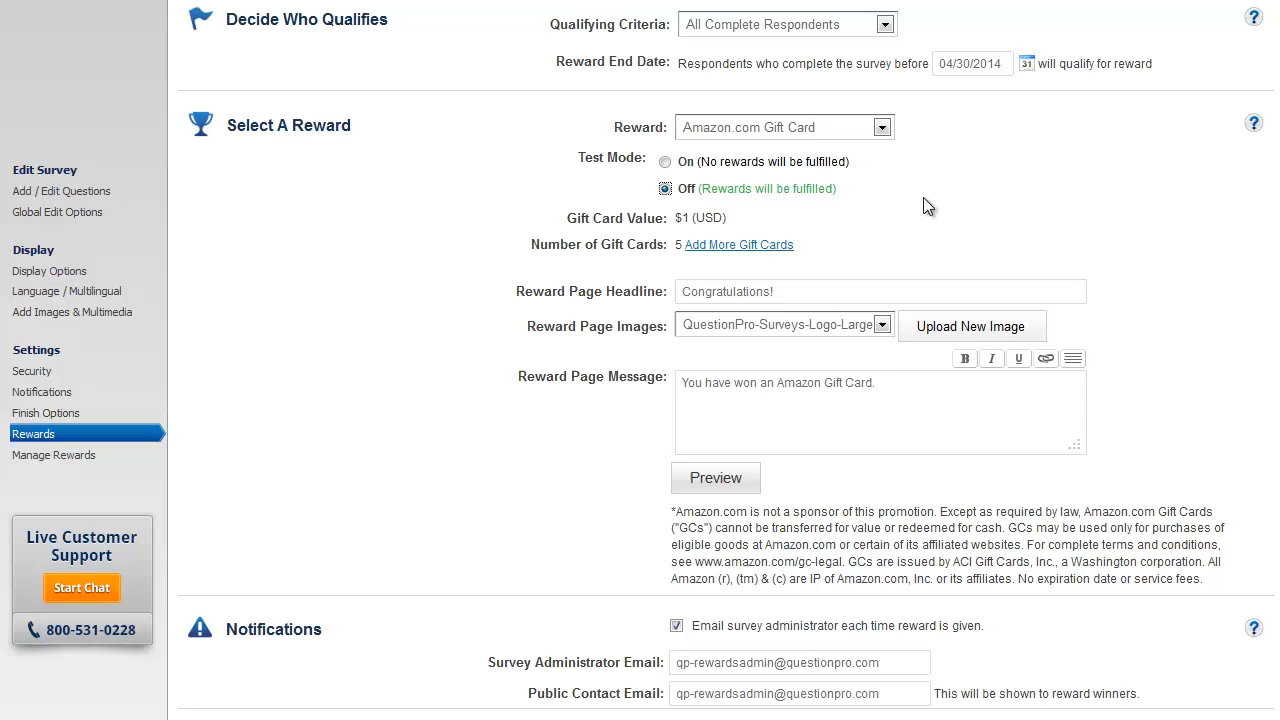 Decide Who Qualifies
Qualifying Criteria: All Complete Respondents
?
Reward End Date: Respondents who complete the survey before 04/30/2014 31 will qualify for reward
Select A Reward
Reward: Amazon.com Gift Card
?
Test Mode: On (No rewards will be fulfilled)
Off (Rewards will be fulfilled)
Gift Card Value: $1 (USD)
Number of Gift Cards: 5 Add More Gift Cards
Reward Page Headline: Congratulations!
Reward Page Images: QuestionPro-Surveys-Logo-Large Upload New Image
B I U
Reward Page Message: You have won an Amazon Gift Card.
Preview
*Amazon.com is not a sponsor of this promotion. Except as required by law, Amazon.com Gift Cards
("GCs") cannot be transferred for value or redeemed for cash. GCs may be used only for purchases of
eligible goods at Amazon.com or certain of its affiliated websites. For complete terms and conditions,
see www.amazon.com/gc-legal. GCs are issued by ACI Gift Cards, Inc., a Washington corporation. All
Amazon (r), (tm) & (c) are IP of Amazon.com, Inc. or its affiliates. No expiration date or service fees.
Notifications
Email survey administrator each time reward is given.
?
Survey Administrator Email: qp-rewardsadmin@questionpro.com
Public Contact Email: qp-rewardsadmin@questionpro.com This will be shown to reward winners.
Edit Survey
Add / Edit Questions
Global Edit Options
Display
Display Options
Language / Multilingual
Add Images & Multimedia
Settings
Security
Notifications
Finish Options
Rewards
Manage Rewards
Live Customer
Support
Start Chat
800-531-0228